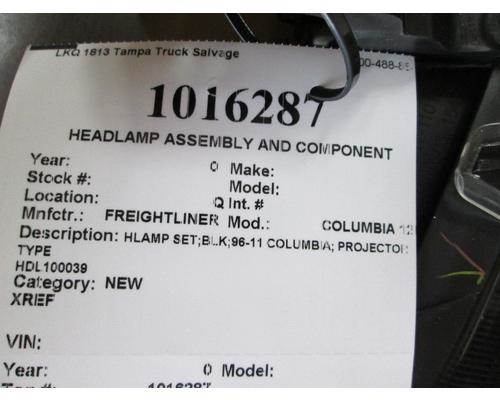 LKQ 1813 Tampa Truck Salvage
1016287
HEADLAMP ASSEMBLY AND COMPONENT
Year: 0 Make:
Stock #: Model:
Location: Q Int. #
Mnfctr.: FREIGHTLINER Mod.: COLUMBIA
Description: HLAMP SET;BLK;96-11 COLUMBIA; PROJECTOR
TYPE
HDL100039
Category: NEW
XREF
VIN:
Year: 0 Model:
Tag #: 1016287